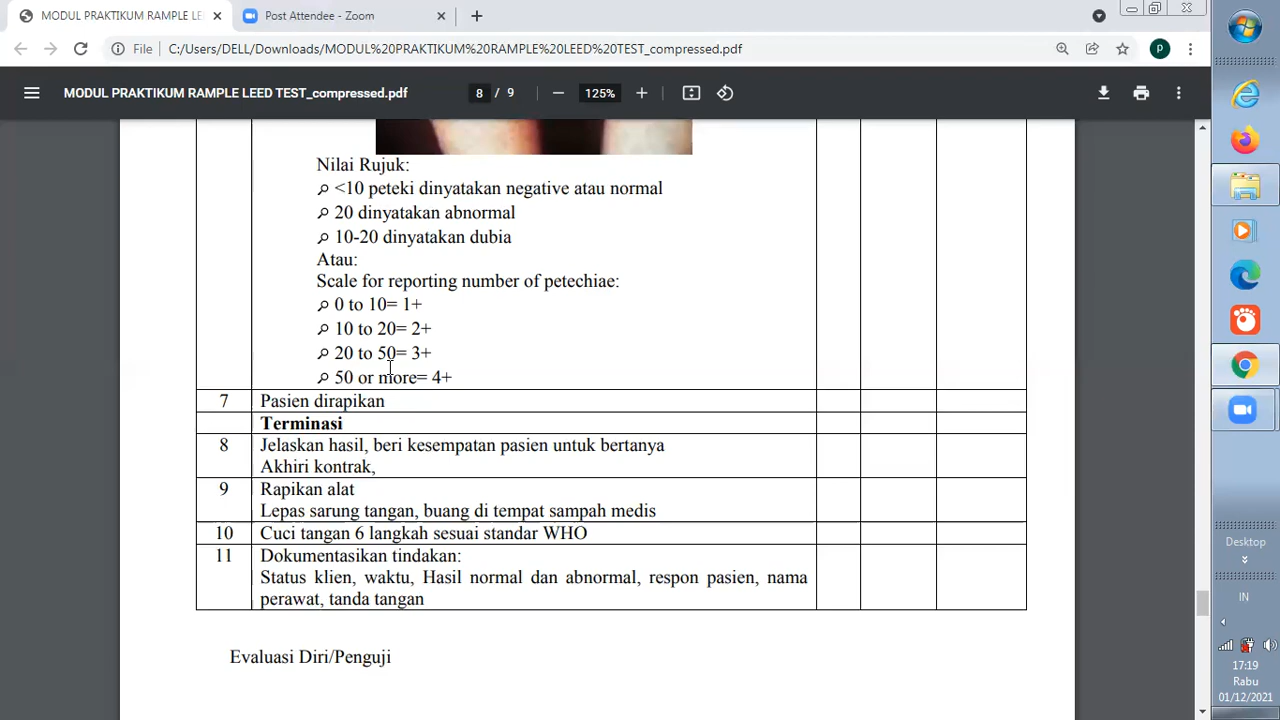 MODUL PRAKTIKUM RAMPLE LE
Post Attendee - Zoom
File
C:/Users/DELL/Downloads/MODUL%20PRAKTIKUM%20RAMPLE%20LEED%20TEST_compressed.pdf
P
MODUL PRAKTIKUM RAMPLE LEED TEST_compressed.pdf
8 / 9
125%
Nilai Rujuk:
<10 peteki dinyatakan negative atau normal
20 dinyatakan abnormal
10-20 dinyatakan dubia
Atau:
Scale for reporting number of petechiae:
0 to 10= 1+
10 to 20= 2+
20 to 50= 3+
50 or more= 4+
7 Pasien dirapikan
Terminasi
8 Jelaskan hasil, beri kesempatan pasien untuk bertanya
Akhiri kontrak,
9 Rapikan alat
Lepas sarung tangan, buang di tempat sampah medis
10 Cuci tangan 6 langkah sesuai standar WHO
11 Dokumentasikan tindakan:
Status klien, waktu, Hasil normal dan abnormal, respon pasien, nama
perawat, tanda tangan
Evaluasi Diri/Penguji
Desktop
IN
17:19
Rabu
01/12/2021